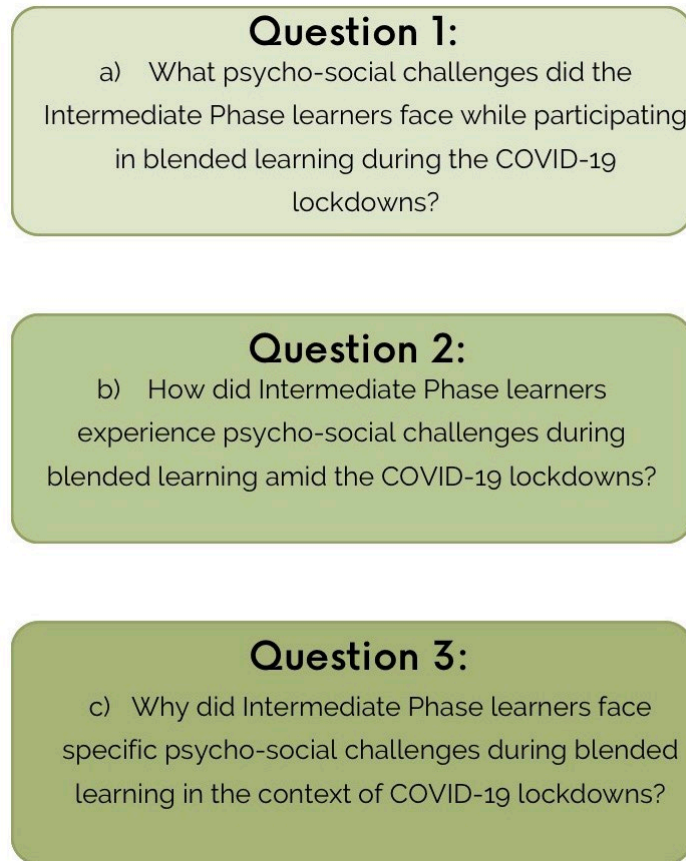 Question 1:
a) What psycho-social challenges did the
Intermediate Phase learners face while participating
in blended learning during the COVID-19
lockdowns?
Question 2:
b) How did Intermediate Phase learners
experience psycho-social challenges during
blended learning amid the COVID-19 lockdowns?
Question 3:
c) Why did Intermediate Phase learners face
specific psycho-social challenges during blended
learning in the context of COVID-19 lockdowns?